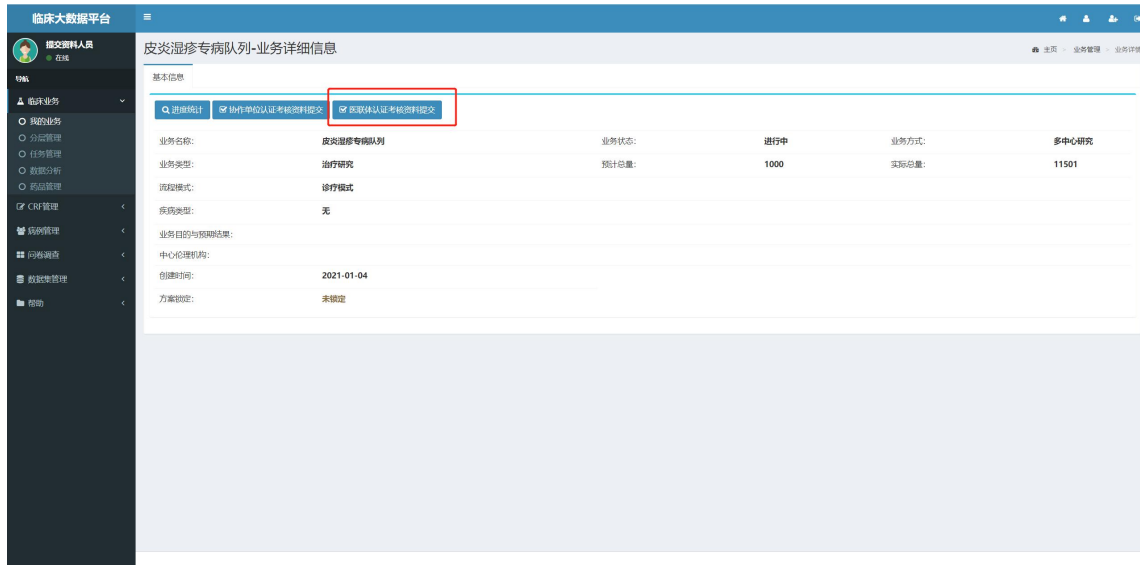 临床大数据平台
提交资料人员
在线
皮炎湿疹专病队列-业务详细信息
主页 > 业务管理 > 业务详情
导航
基本信息
临床业务
进度统计 协作单位认证考核资料提交 医联体认证考核资料提交
我的业务
分层管理
任务管理
数据分析
药品管理
CRF管理
病例管理
问卷调查
数据集管理
帮助
业务名称: 皮炎湿疹专病队列 业务状态: 进行中 业务方式: 多中心研究
业务类型: 治疗研究 预计总量: 1000 实际总量: 11501
流程模式: 诊疗模式
疾病类型: 无
业务目的与预期结果:
中心伦理机构:
创建时间: 2021-01-04
方案锁定: 未锁定